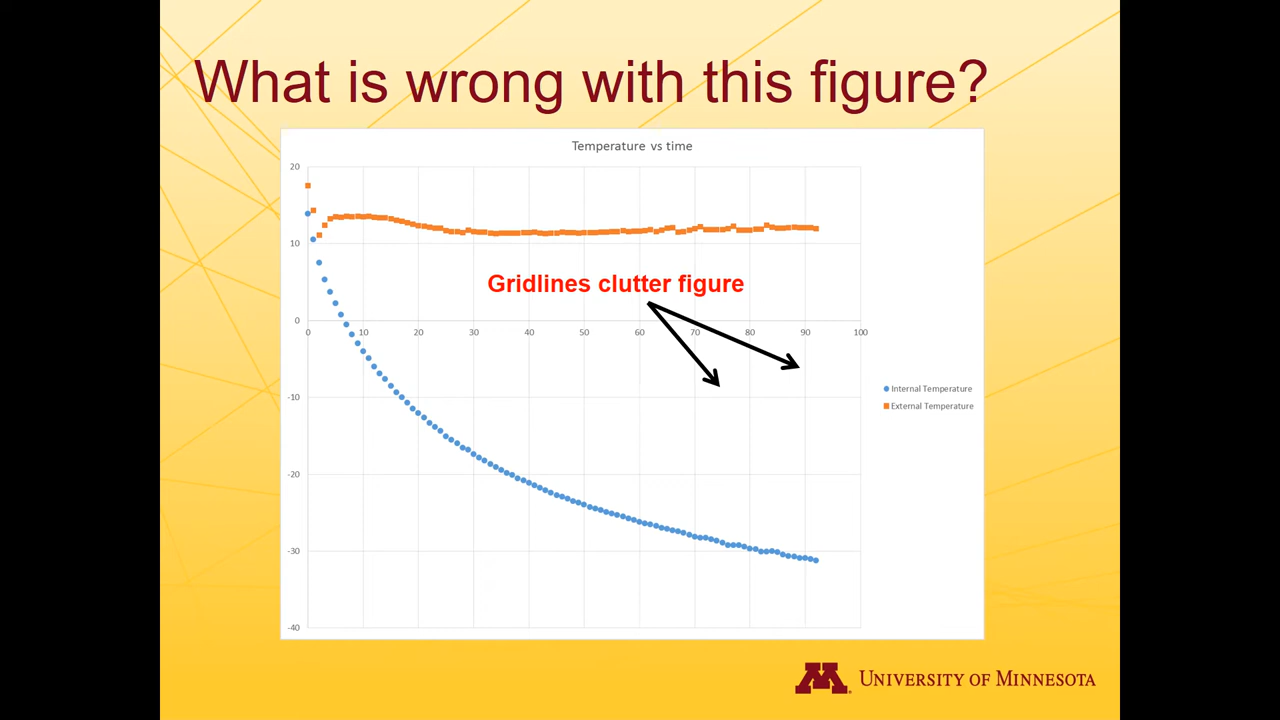 What is wrong with this figure?
Temperature vs time
20
10
Gridlines clutter figure
0
0 10 20 30 40 50 60 70 80 90 100
-10
Internal Temperature
External Temperature
-20
-30
-40
M
UNIVERSITY OF MINNESOTA